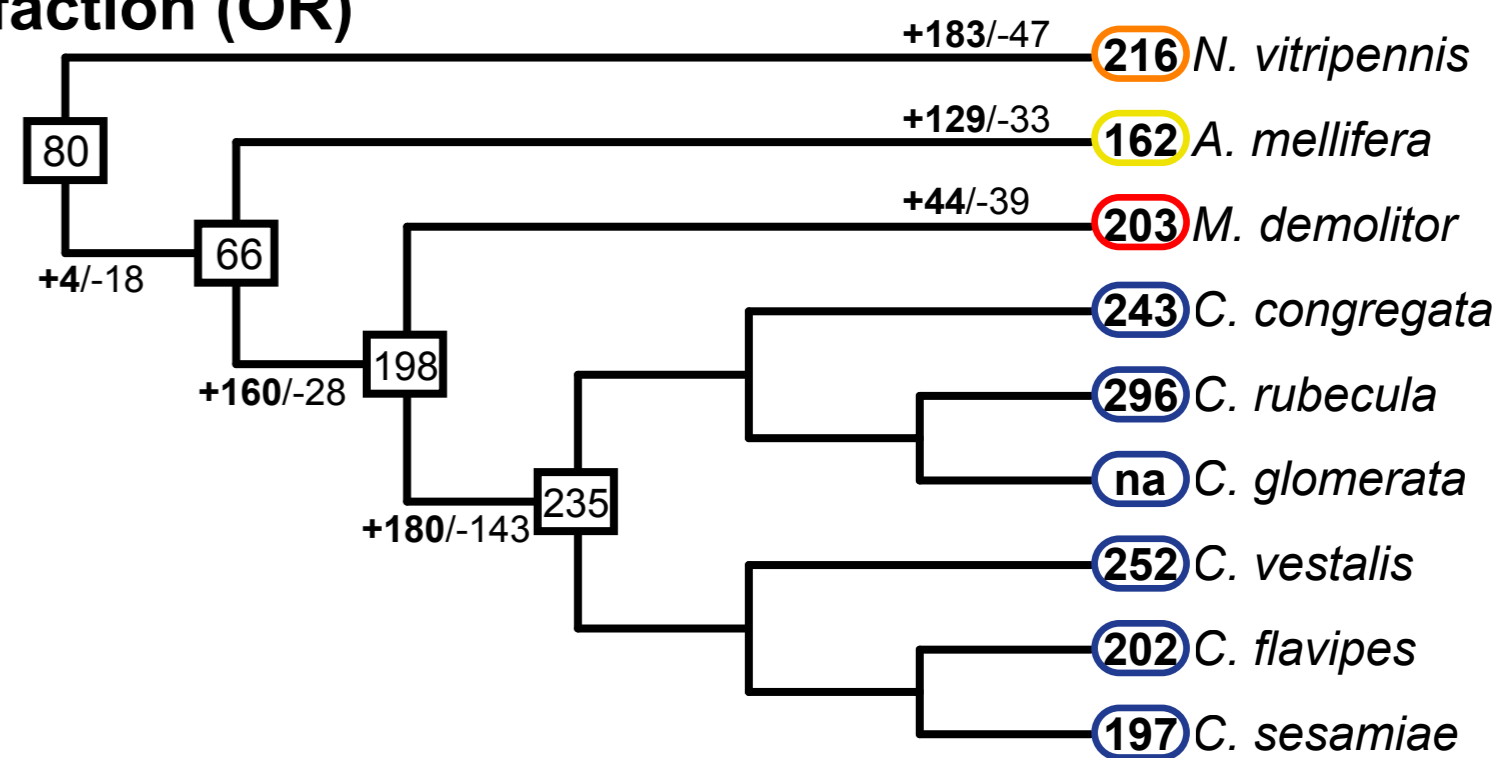 faction (OR)
+183/-47
216 N. vitripennis
80
+129/-33
162 A. mellifera
66
+4/-18
+44/-39
203 M. demolitor
198
+160/-28
243 C. congregata
296 C. rubecula
na C. glomerata
235
+180/-143
252 C. vestalis
202 C. flavipes
197 C. sesamiae